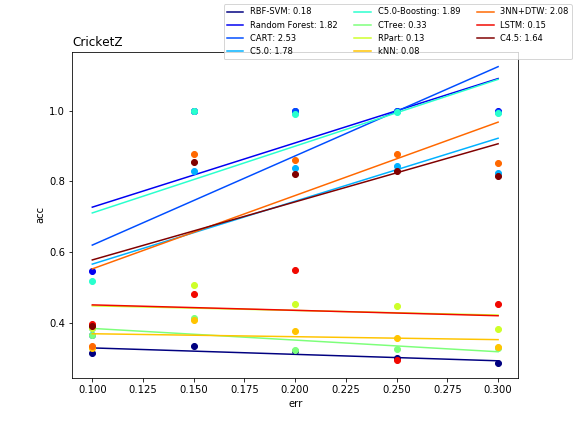 RBF-SVM: 0.18
Random Forest: 1.82
CART: 2.53
C5.0: 1.78
C5.0-Boosting: 1.89
CTree: 0.33
RPart: 0.13
kNN: 0.08
3NN+DTW: 2.08
LSTM: 0.15
C4.5: 1.64
CricketZ
1.0
0.8
0.6
0.4
acc
0.100 0.125 0.150 0.175 0.200 0.225 0.250 0.275 0.300
err